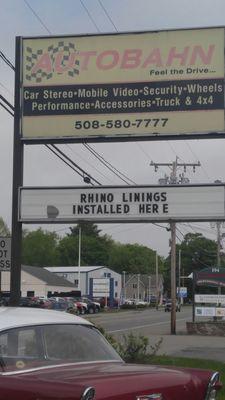 AUTOBAHN
Feel the Drive...
Car Stereo•Mobile Video•Security•Wheels
Performance•Accessories•Truck & 4x4
508-580-7777
RHINO LININGS
INSTALLED HERE